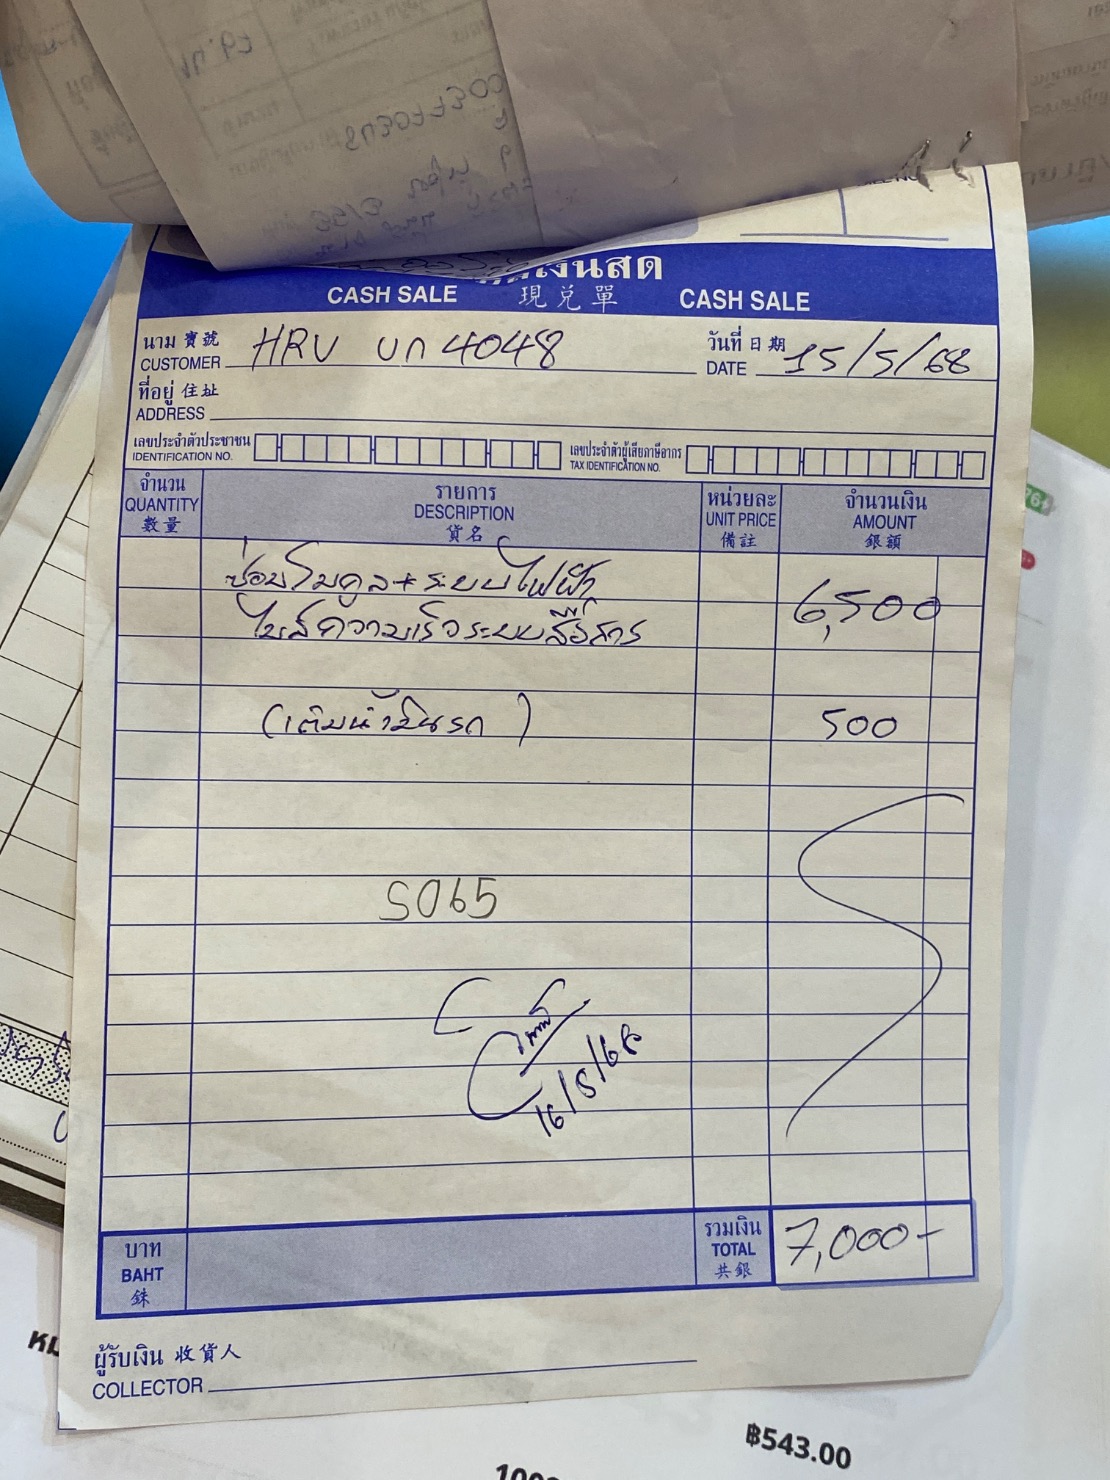 เงินสด
CASH SALE 現兌單 CASH SALE
นาม 寶號 วันที่ 日期
CUSTOMER HRV ขก 4048 DATE 15/5/68
ที่อยู่ 住址
ADDRESS
เลขประจำตัวประชาชน เลขประจำตัวผู้เสียภาษีอากร
IDENTIFICATION NO. TAX IDENTIFICATION NO.
จำนวน รายการ หน่วยละ จำนวนเงิน
QUANTITY DESCRIPTION UNIT PRICE AMOUNT
數量 貨名 備註 銀額
ซ่อมโมดูล+ระบบไฟฟ้า 6,500
ไมล์ความเร็วระบบสื่อสาร
(เติมน้ำมันรถ) 500
S065
16/5/68
บาท รวมเงิน
BAHT TOTAL 7,000-
銖 共銀
ผู้รับเงิน 收貨人
COLLECTOR
฿543.00